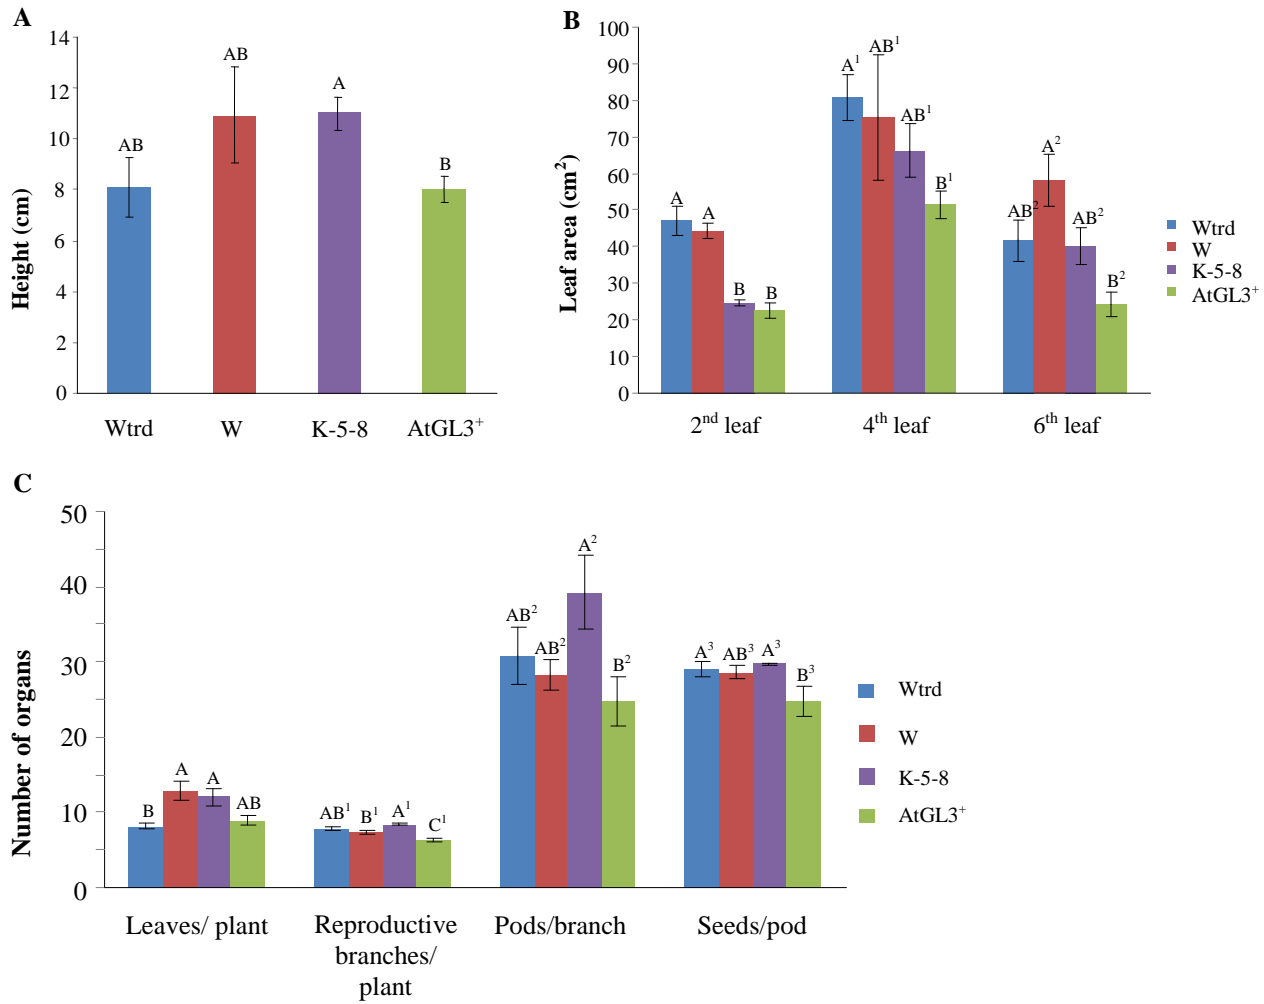 A
Height (cm)
14
12
10
8
6
4
2
0
AB
AB
A
B
Wtrd
W
K-5-8
AtGL3⁺
B
Leaf area (cm²)
100
90
80
70
60
50
40
30
20
10
0
A
A
B
B
A¹
AB¹
AB¹
B¹
AB²
A²
AB²
B²
2ⁿᵈ leaf
4ᵗʰ leaf
6ᵗʰ leaf
Wtrd
W
K-5-8
AtGL3⁺
C
Number of organs
50
40
30
20
10
0
B
A
A
AB
AB¹
B¹
A¹
C¹
AB²
AB²
A²
B²
A³
AB³
A³
B³
Leaves/ plant
Reproductive
branches/
plant
Pods/branch
Seeds/pod
Wtrd
W
K-5-8
AtGL3⁺